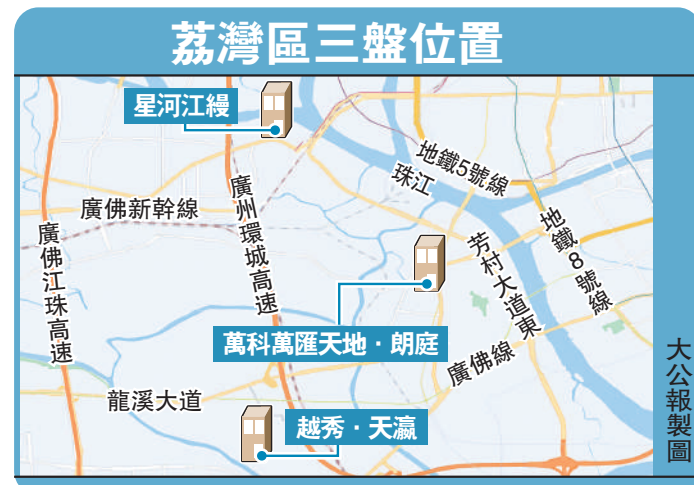 荔灣區三盤位置
星河江縵
地鐵5號線
珠江
廣佛新幹線
廣州環城高速
廣佛江珠高速
地鐵8號線
芳村大道東
萬科萬匯天地·朗庭
廣佛線
龍溪大道
越秀·天瀛
大公報製圖